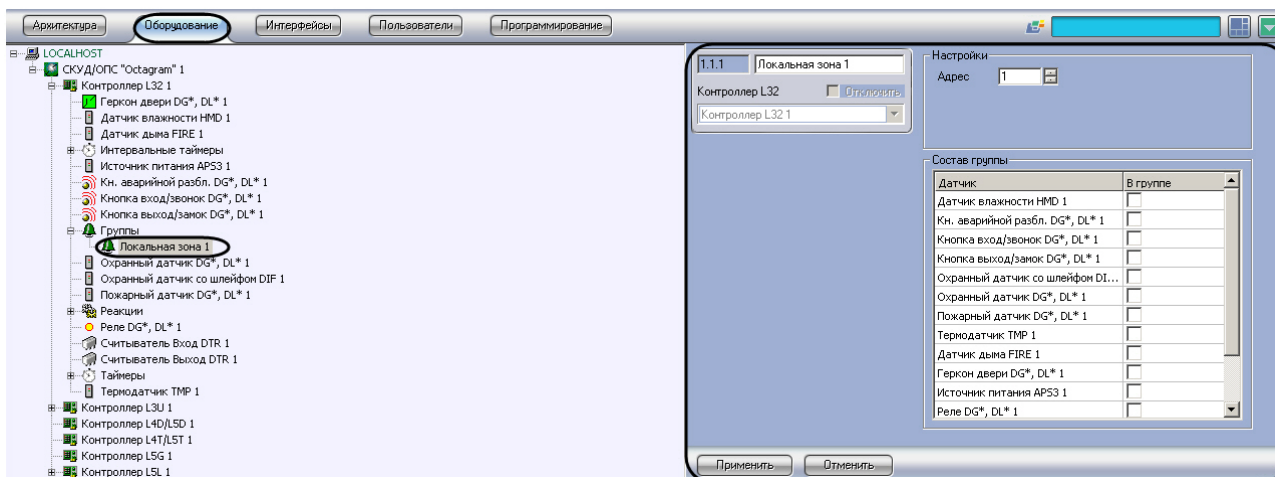 Архитектура Оборудование Интерфейсы Пользователи Программирование
LOCALHOST
СКУД/ОПС "Octagram" 1
Контроллер L32 1
Геркон двери DG*, DL* 1
Датчик влажности HMD 1
Датчик дыма FIRE 1
Интервальные таймеры
Источник питания APS3 1
Кн. аварийной разбл. DG*, DL* 1
Кнопка вход/звонок DG*, DL* 1
Кнопка выход/замок DG*, DL* 1
Группы
Локальная зона 1
Охранный датчик DG*, DL* 1
Охранный датчик со шлейфом DIF 1
Пожарный датчик DG*, DL* 1
Реакции
Реле DG*, DL* 1
Считыватель Вход DTR 1
Считыватель Выход DTR 1
Таймеры
Термодатчик TMP 1
Контроллер L3U 1
Контроллер L4D/L5D 1
Контроллер L4T/L5T 1
Контроллер L5G 1
Контроллер L5L 1
1.1.1 Локальная зона 1
Контроллер L32 Отключить
Контроллер L32 1
Настройки
Адрес 1
Состав группы
Датчик В группе
Датчик влажности HMD 1
Кн. аварийной разбл. DG*, DL* 1
Кнопка вход/звонок DG*, DL* 1
Кнопка выход/замок DG*, DL* 1
Охранный датчик со шлейфом DI...
Охранный датчик DG*, DL* 1
Пожарный датчик DG*, DL* 1
Термодатчик TMP 1
Датчик дыма FIRE 1
Геркон двери DG*, DL* 1
Источник питания APS3 1
Реле DG*, DL* 1
Применить Отменить